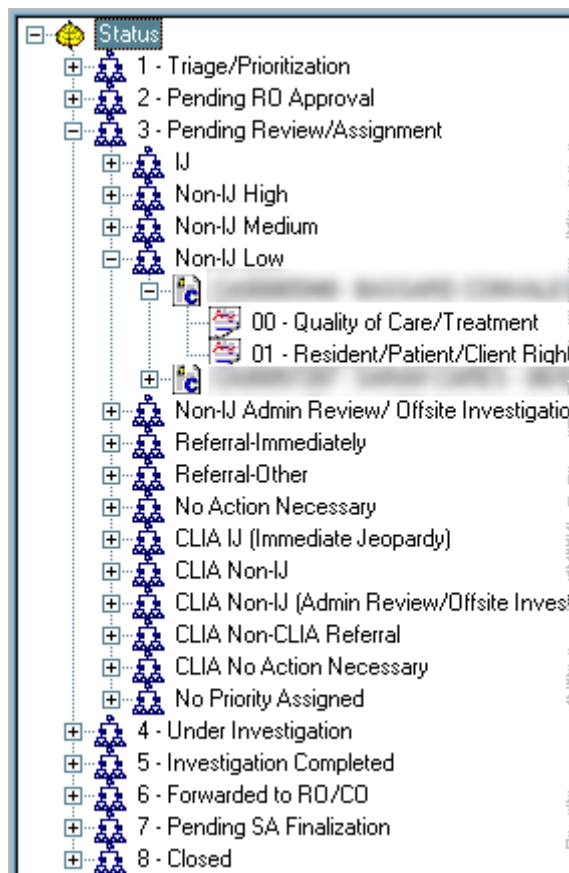 Status
1 - Triage/Prioritization
2 - Pending RO Approval
3 - Pending Review/Assignment
IJ
Non-IJ High
Non-IJ Medium
Non-IJ Low
00 - Quality of Care/Treatment
01 - Resident/Patient/Client Right
Non-IJ Admin Review/ Offsite Investigatio
Referral-Immediately
Referral-Other
No Action Necessary
CLIA IJ (Immediate Jeopardy)
CLIA Non-IJ
CLIA Non-IJ (Admin Review/Offsite Invest
CLIA Non-CLIA Referral
CLIA No Action Necessary
No Priority Assigned
4 - Under Investigation
5 - Investigation Completed
6 - Forwarded to RO/CO
7 - Pending SA Finalization
8 - Closed